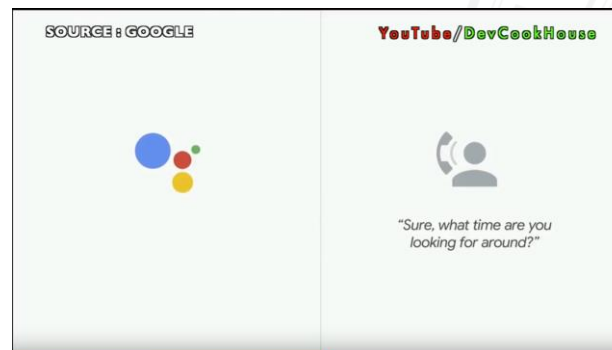 SOURCE : GOOGLE
YouTube/DevCookHouse
“Sure, what time are you
looking for around?”